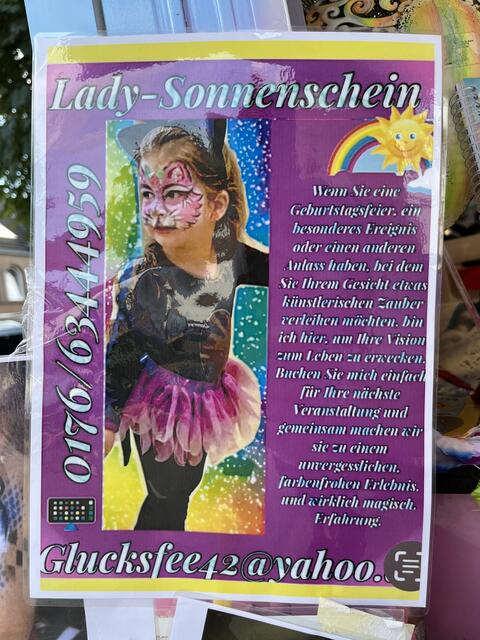 Lady-Sonnenschein
0176/63444959
Wenn Sie eine
Geburtstagsfeier, ein
besonderes Ereignis
oder einen anderen
Anlass haben, bei dem
Sie Ihrem Gesicht etwas
künstlerischen Zauber
verleihen möchten, bin
ich hier, um Ihre Vision
zum Leben zu erwecken.
Buchen Sie mich einfach
für Ihre nächste
Veranstaltung und
gemeinsam machen wir
sie zu einem
unvergesslichen,
farbenfrohen Erlebnis.
und wirklich magisch.
Erfahrung.
Glucksfee42@yahoo.